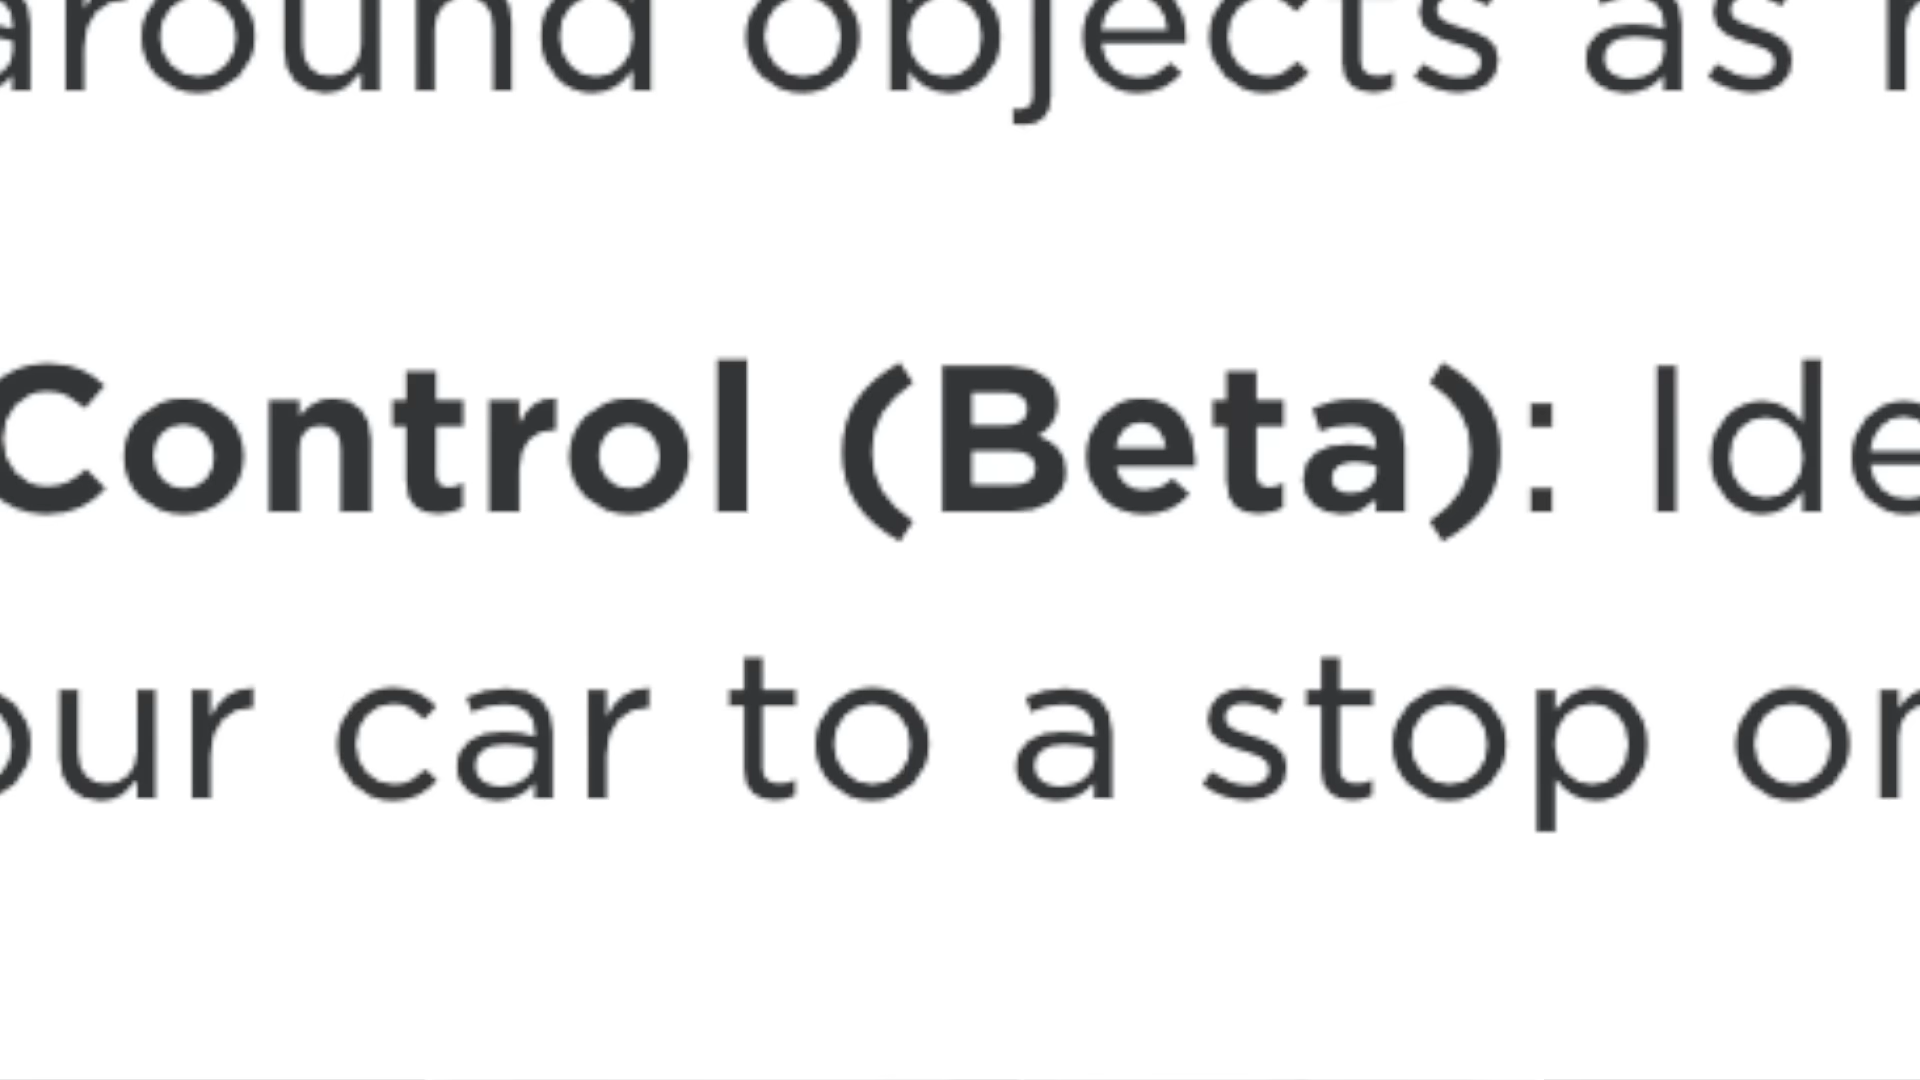 around objects as
Control (Beta): Ide
our car to a stop or